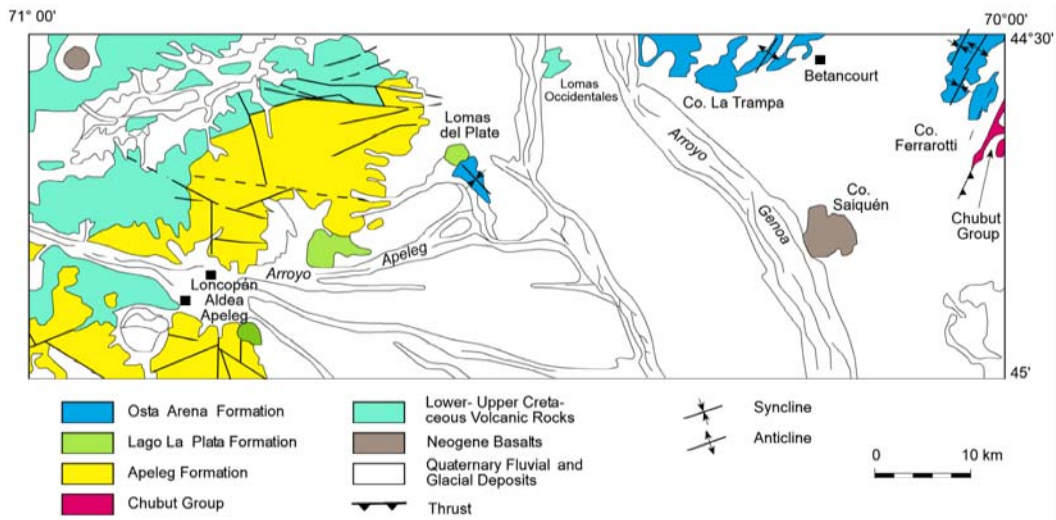 71° 00'
70°00'
44°30'
Lomas
Occidentales
Betancourt
Co. La Trampa
Lomas
del Plate
Co.
Ferrarotti
Arroyo
Genoa
Co.
Saiquén
Chubut
Group
Arroyo
Apeleg
Loncopán
Aldea
Apeleg
45'
Osta Arena Formation
Lago La Plata Formation
Apeleg Formation
Chubut Group
Lower- Upper Creta-
ceous Volcanic Rocks
Neogene Basalts
Quaternary Fluvial and
Glacial Deposits
Thrust
Syncline
Anticline
0
10 km